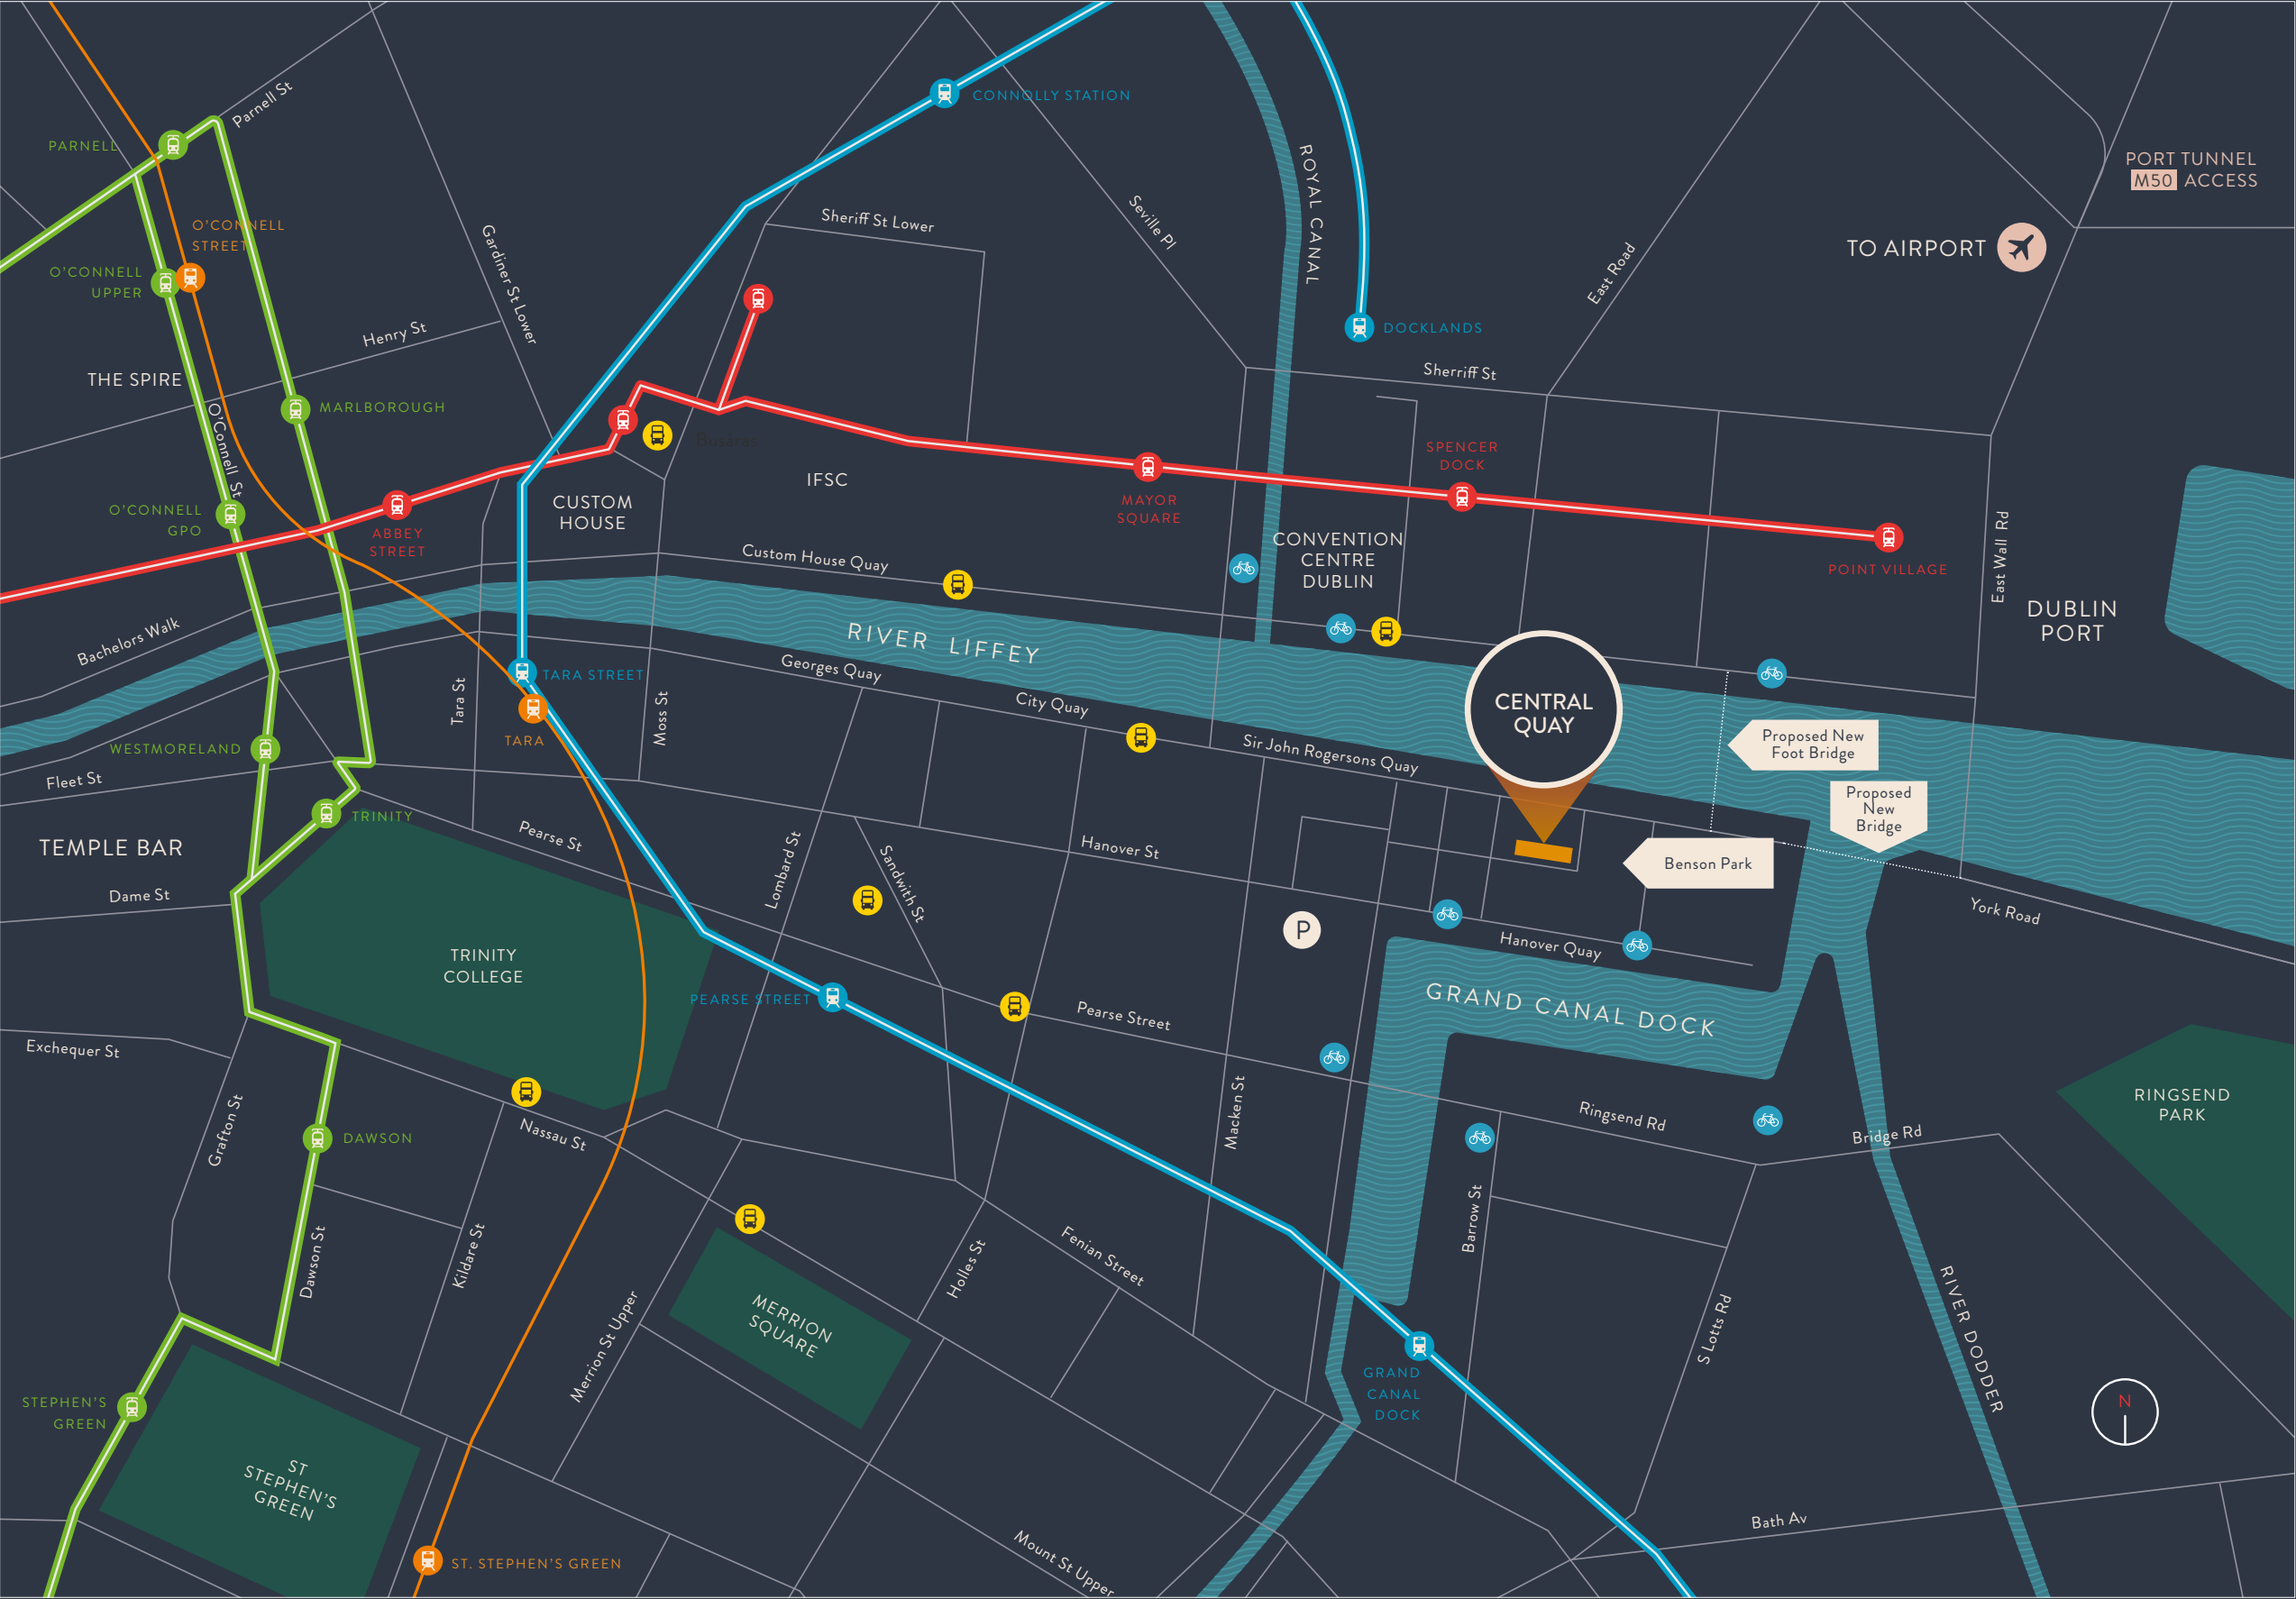 CONNOLLY STATION
Parnell St
PARNELL
ROYAL CANAL
PORT TUNNEL
M50 ACCESS
O'CONNELL
STREET
Sheriff St Lower
Seville Pl
TO AIRPORT
O'CONNELL
UPPER
Gardiner St Lower
East Road
Henry St
DOCKLANDS
THE SPIRE
Sherriff St
MARLBOROUGH
O'Connell St
Busáras
SPENCER
DOCK
IFSC
CUSTOM
HOUSE
MAYOR
SQUARE
O'CONNELL
GPO
ABBEY
STREET
CONVENTION
CENTRE
DUBLIN
East Wall Rd
POINT VILLAGE
Custom House Quay
DUBLIN
PORT
Bachelors Walk
RIVER LIFFEY
Georges Quay
TARA STREET
Tara St
Moss St
City Quay
CENTRAL
QUAY
TARA
WESTMORELAND
Sir John Rogersons Quay
Proposed New
Foot Bridge
Fleet St
Proposed
New
Bridge
TRINITY
Pearse St
TEMPLE BAR
Hanover St
Benson Park
Lombard St
Sandwith St
Dame St
York Road
P
Hanover Quay
TRINITY
COLLEGE
PEARSE STREET
GRAND CANAL DOCK
Pearse Street
Exchequer St
Macken St
Ringsend Rd
RINGSEND
PARK
Grafton St
Nassau St
DAWSON
Bridge Rd
Dawson St
Kildare St
Barrow St
Fenian Street
Holles St
RIVER DODDER
MERRION
SQUARE
Merrion St Upper
S Lotts Rd
GRAND
CANAL
DOCK
STEPHEN'S
GREEN
N
ST
STEPHEN'S
GREEN
Bath Av
Mount St Upper
ST. STEPHEN'S GREEN